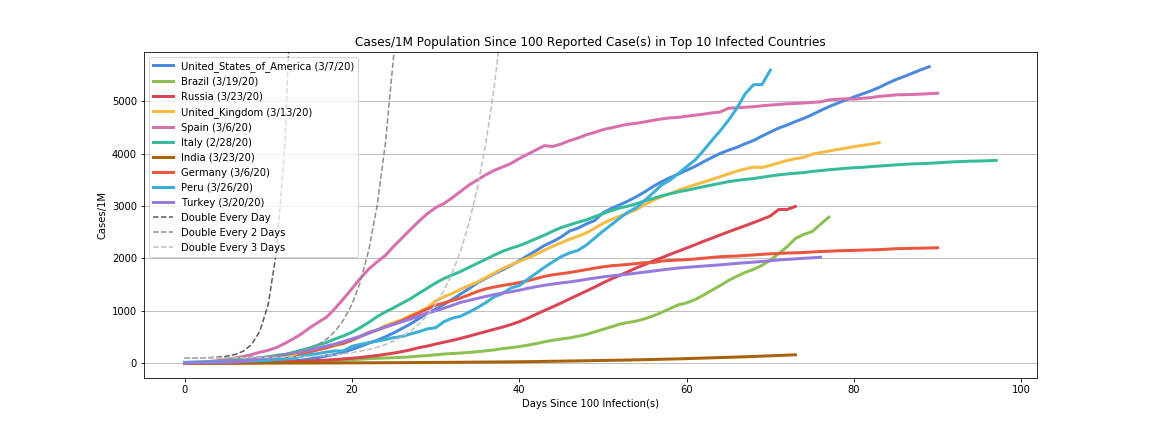 Cases/1M Population Since 100 Reported Case(s) in Top 10 Infected Countries
United_States_of_America (3/7/20)
Brazil (3/19/20)
Russia (3/23/20)
United_Kingdom (3/13/20)
Spain (3/6/20)
Italy (2/28/20)
India (3/23/20)
Germany (3/6/20)
Peru (3/26/20)
Turkey (3/20/20)
Double Every Day
Double Every 2 Days
Double Every 3 Days
Cases/1M
5000
4000
3000
2000
1000
0
0 20 40 60 80 100
Days Since 100 Infection(s)